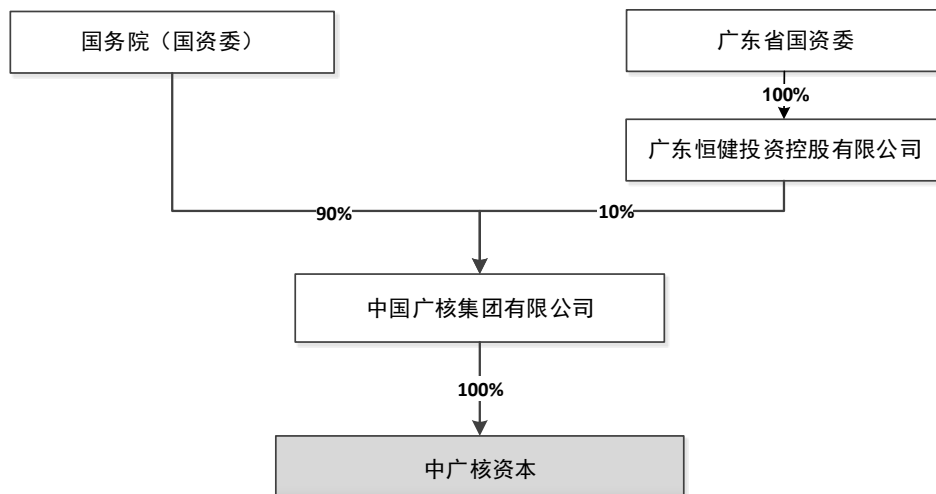 国务院（国资委）
广东省国资委
100%
广东恒健投资控股有限公司
90%
10%
中国广核集团有限公司
100%
中广核资本